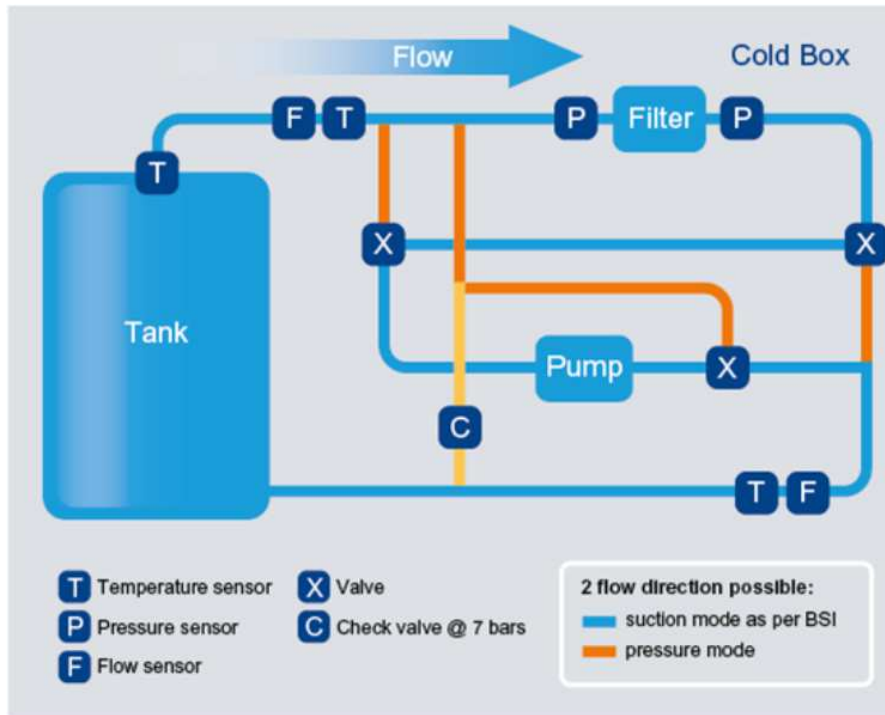 Flow
Cold Box
F T P Filter P
T
X X
Tank
Pump X
C
T F
T Temperature sensor
P Pressure sensor
F Flow sensor
X Valve
C Check valve @ 7 bars
2 flow direction possible:
suction mode as per BSI
pressure mode